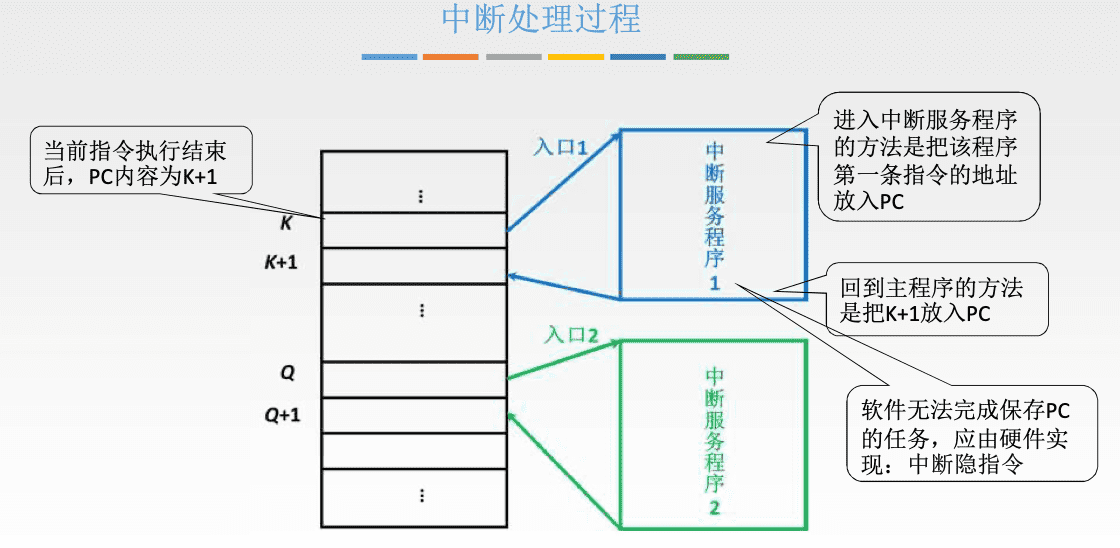 中断处理过程
当前指令执行结束
后，PC内容为K+1
⋮
K
K+1
⋮
Q
Q+1
⋮
入口1
中断服务程序1
进入中断服务程序
的方法是把该程序
第一条指令的地址
放入PC
回到主程序的方法
是把K+1放入PC
入口2
中断服务程序2
软件无法完成保存PC
的任务，应由硬件实
现：中断隐指令